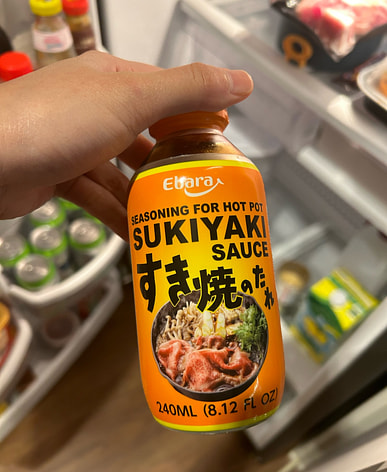 Ebara
SEASONING FOR HOT POT
SUKIYAKI
SAUCE
すき焼のたれ
240ML (8.12 FL OZ)